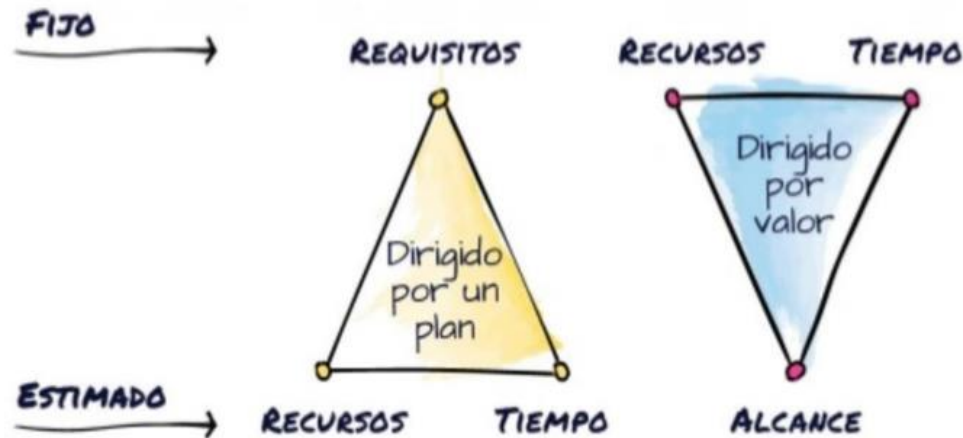 FIJO
REQUISITOS
RECURSOS
TIEMPO
Dirigido
por
valor
Dirigido
por un
plan
ESTIMADO
RECURSOS
TIEMPO
ALCANCE